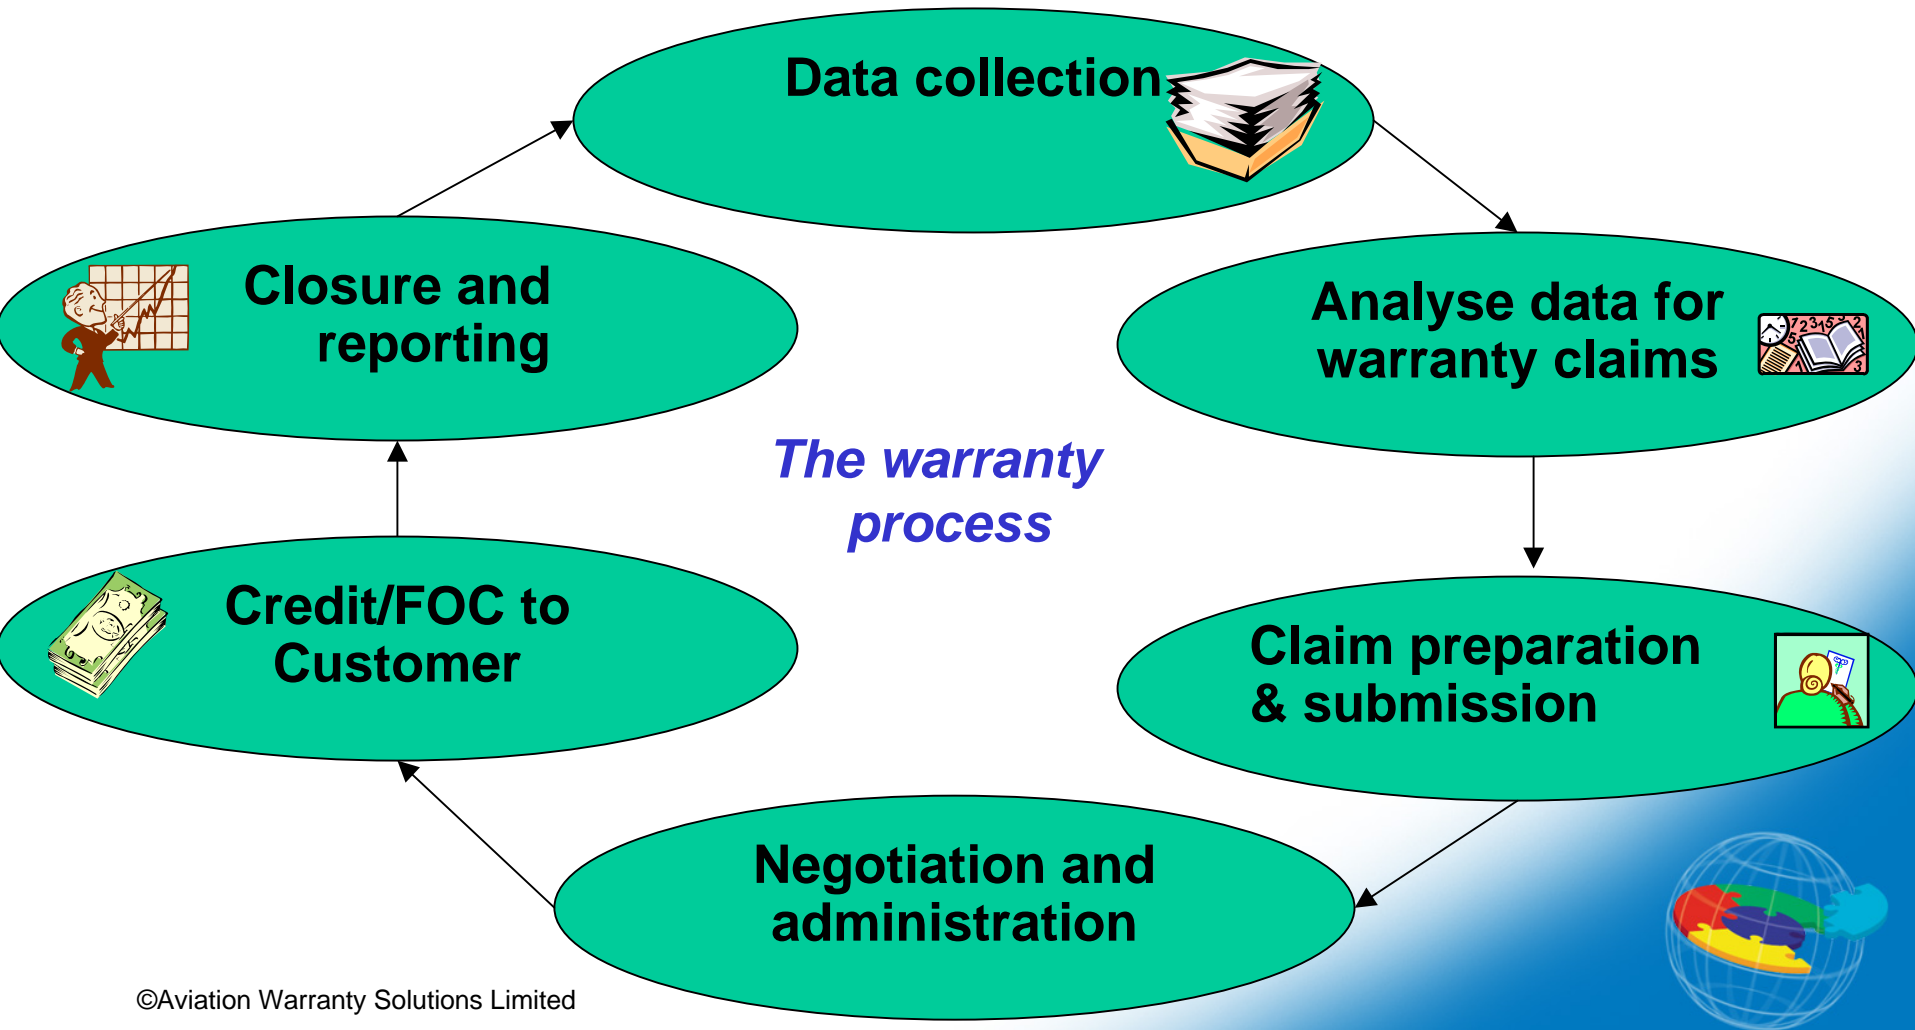 Data collection
Analyse data for
warranty claims
Claim preparation
& submission
Negotiation and
administration
Credit/FOC to
Customer
Closure and
reporting
The warranty
process
©Aviation Warranty Solutions Limited